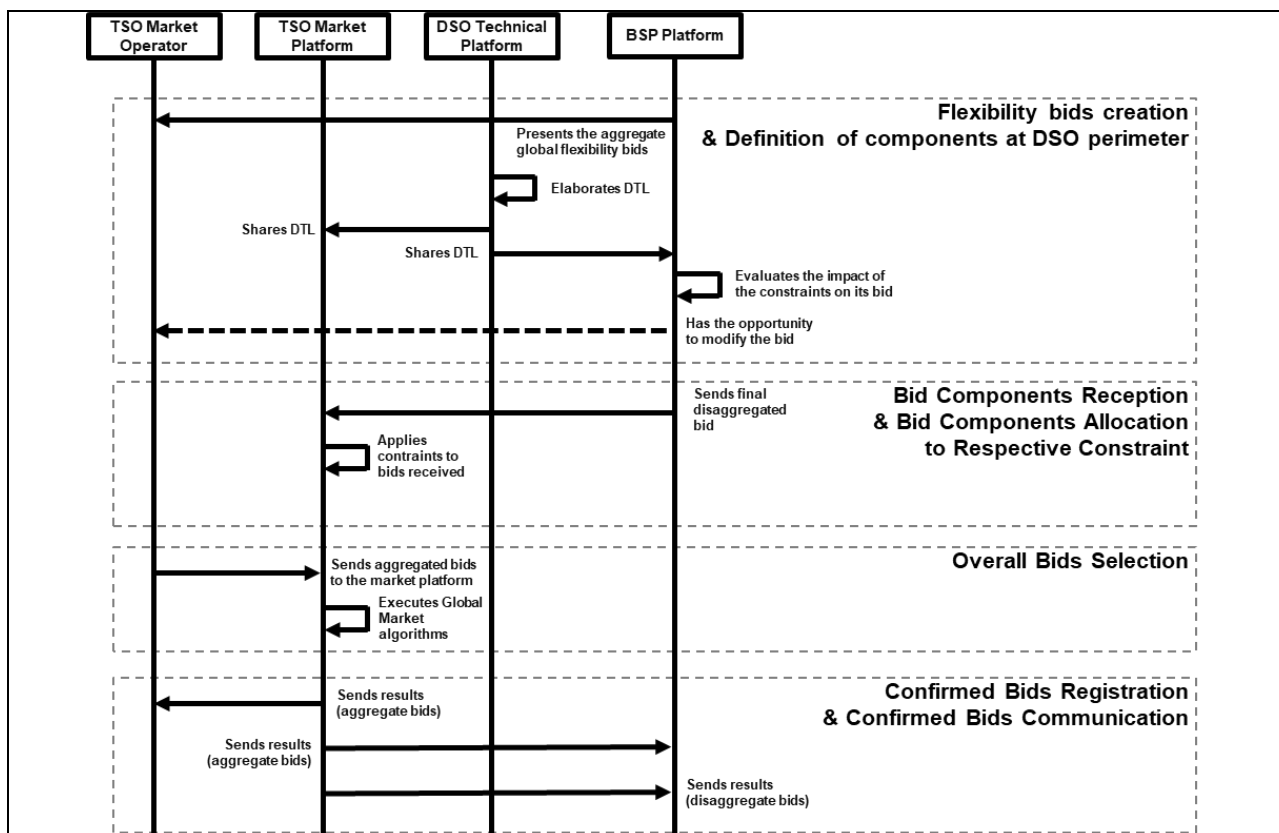 TSO Market
Operator
TSO Market
Platform
DSO Technical
Platform
BSP Platform
Flexibility bids creation
& Definition of components at DSO perimeter
Presents the aggregate
global flexibility bids
Elaborates DTL
Shares DTL
Shares DTL
Evaluates the impact of
the constraints on its bid
Has the opportunity
to modify the bid
Bid Components Reception
& Bid Components Allocation
to Respective Constraint
Sends final
disaggregated
bid
Applies
contraints to
bids received
Overall Bids Selection
Sends aggregated bids
to the market platform
Executes Global
Market
algorithms
Confirmed Bids Registration
& Confirmed Bids Communication
Sends results
(aggregate bids)
Sends results
(aggregate bids)
Sends results
(disaggregate bids)